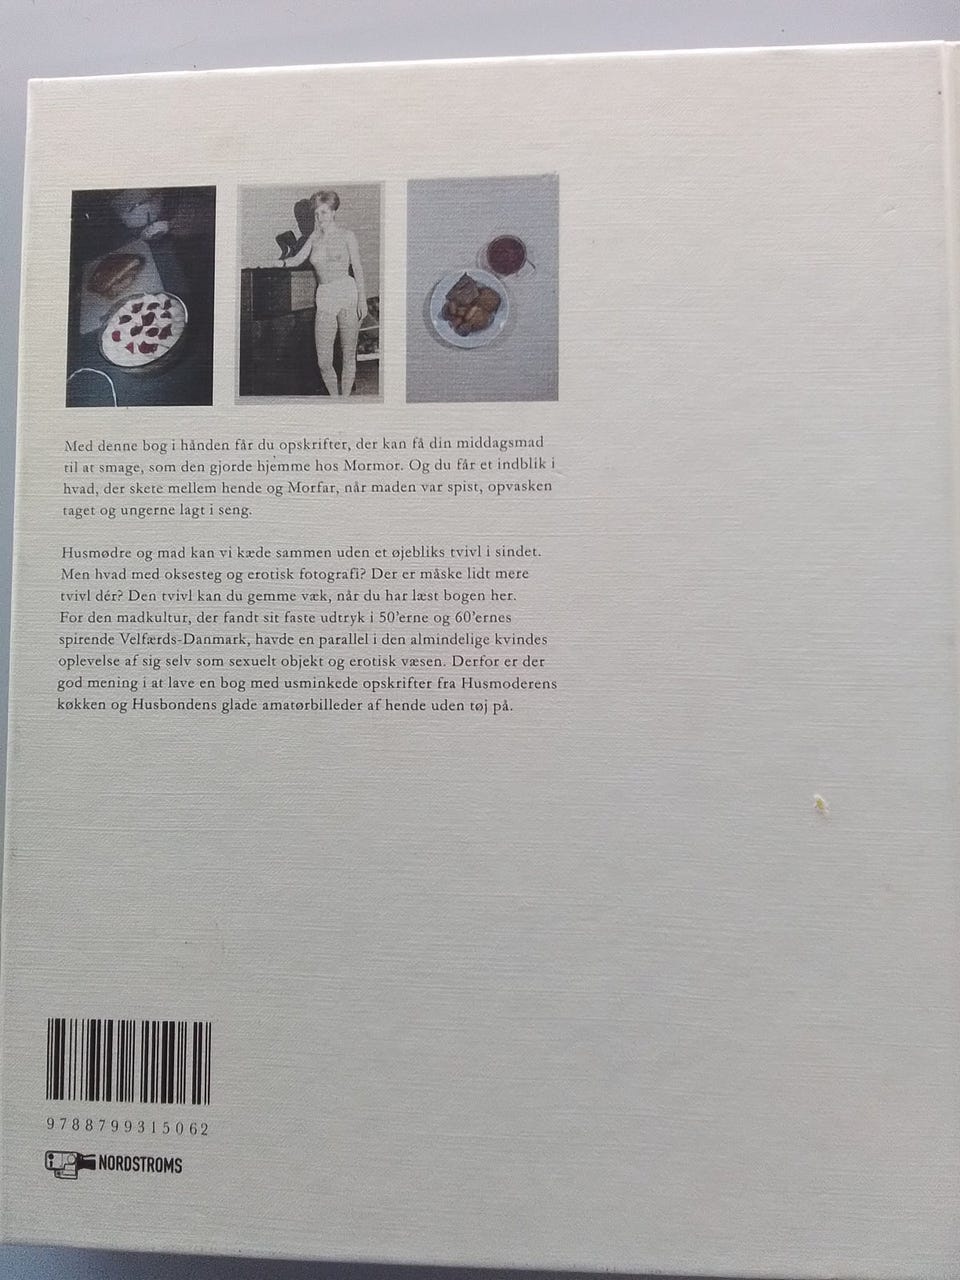 Med denne bog i hånden får du opskrifter, der kan få din middagsmad
til at smage, som den gjorde hjemme hos Mormor. Og du får et indblik i
hvad, der skete mellem hende og Morfar, når maden var spist, opvasken
taget og ungerne lagt i seng.
Husmødre og mad kan vi kæde sammen uden et øjebliks tvivl i sindet.
Men hvad med oksesteg og erotisk fotografi? Der er måske lidt mere
tvivl dér? Den tvivl kan du gemme væk, når du har læst bogen her.
For den madkultur, der fandt sit faste udtryk i 50'erne og 60'ernes
spirende Velfærds-Danmark, havde en parallel i den almindelige kvindes
oplevelse af sig selv som sexuelt objekt og erotisk væsen. Derfor er der
god mening i at lave en bog med usminkede opskrifter fra Husmoderens
køkken og Husbondens glade amatørbilleder af hende uden tøj på.
9788799315062
NORDSTROMS